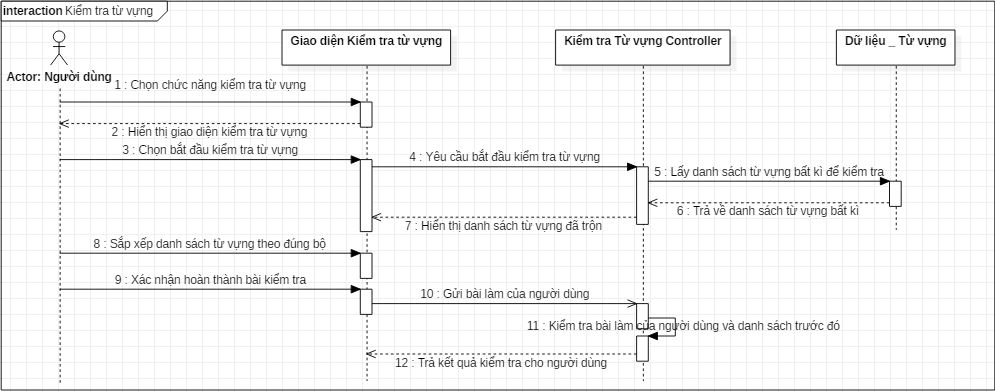 interaction Kiểm tra từ vựng
Giao diện Kiểm tra từ vựng
Kiểm tra Từ vựng Controller
Dữ liệu _ Từ vựng
Actor: Người dùng
1 : Chọn chức năng kiểm tra từ vựng
2 : Hiển thị giao diện kiểm tra từ vựng
3 : Chọn bắt đầu kiểm tra từ vựng
4 : Yêu cầu bắt đầu kiểm tra từ vựng
5 : Lấy danh sách từ vựng bất kì để kiểm tra
6 : Trả về danh sách từ vựng bất kì
7 : Hiển thị danh sách từ vựng đã trộn
8 : Sắp xếp danh sách từ vựng theo đúng bộ
9 : Xác nhận hoàn thành bài kiểm tra
10 : Gửi bài làm của người dùng
11 : Kiểm tra bài làm của người dùng và danh sách trước đó
12 : Trả kết quả kiểm tra cho người dùng